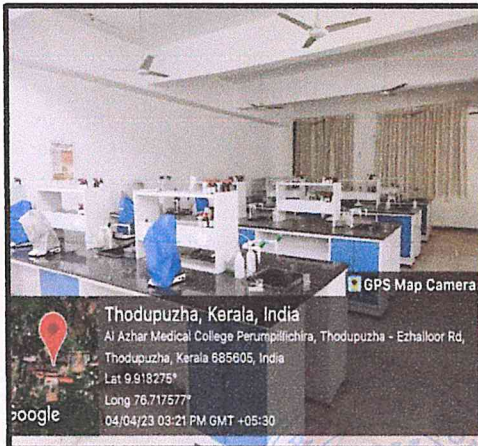 GPS Map Camera
Thodupuzha, Kerala, India
Al Azhar Medical College Perumpillichira, Thodupuzha - Ezhalloor Rd,
Thodupuzha, Kerala 685605, India
Lat 9.918275°
Long 76.717577°
04/04/23 03:21 PM GMT +05:30
Google